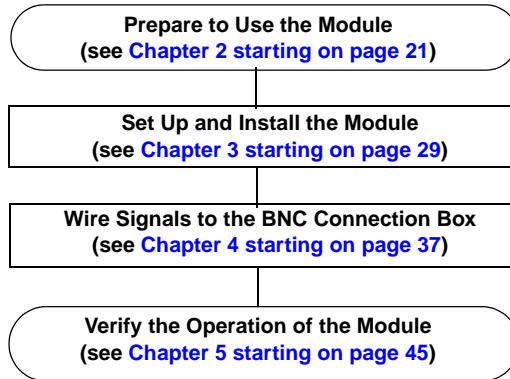 Prepare to Use the Module
(see Chapter 2 starting on page 21)
Set Up and Install the Module
(see Chapter 3 starting on page 29)
Wire Signals to the BNC Connection Box
(see Chapter 4 starting on page 37)
Verify the Operation of the Module
(see Chapter 5 starting on page 45)